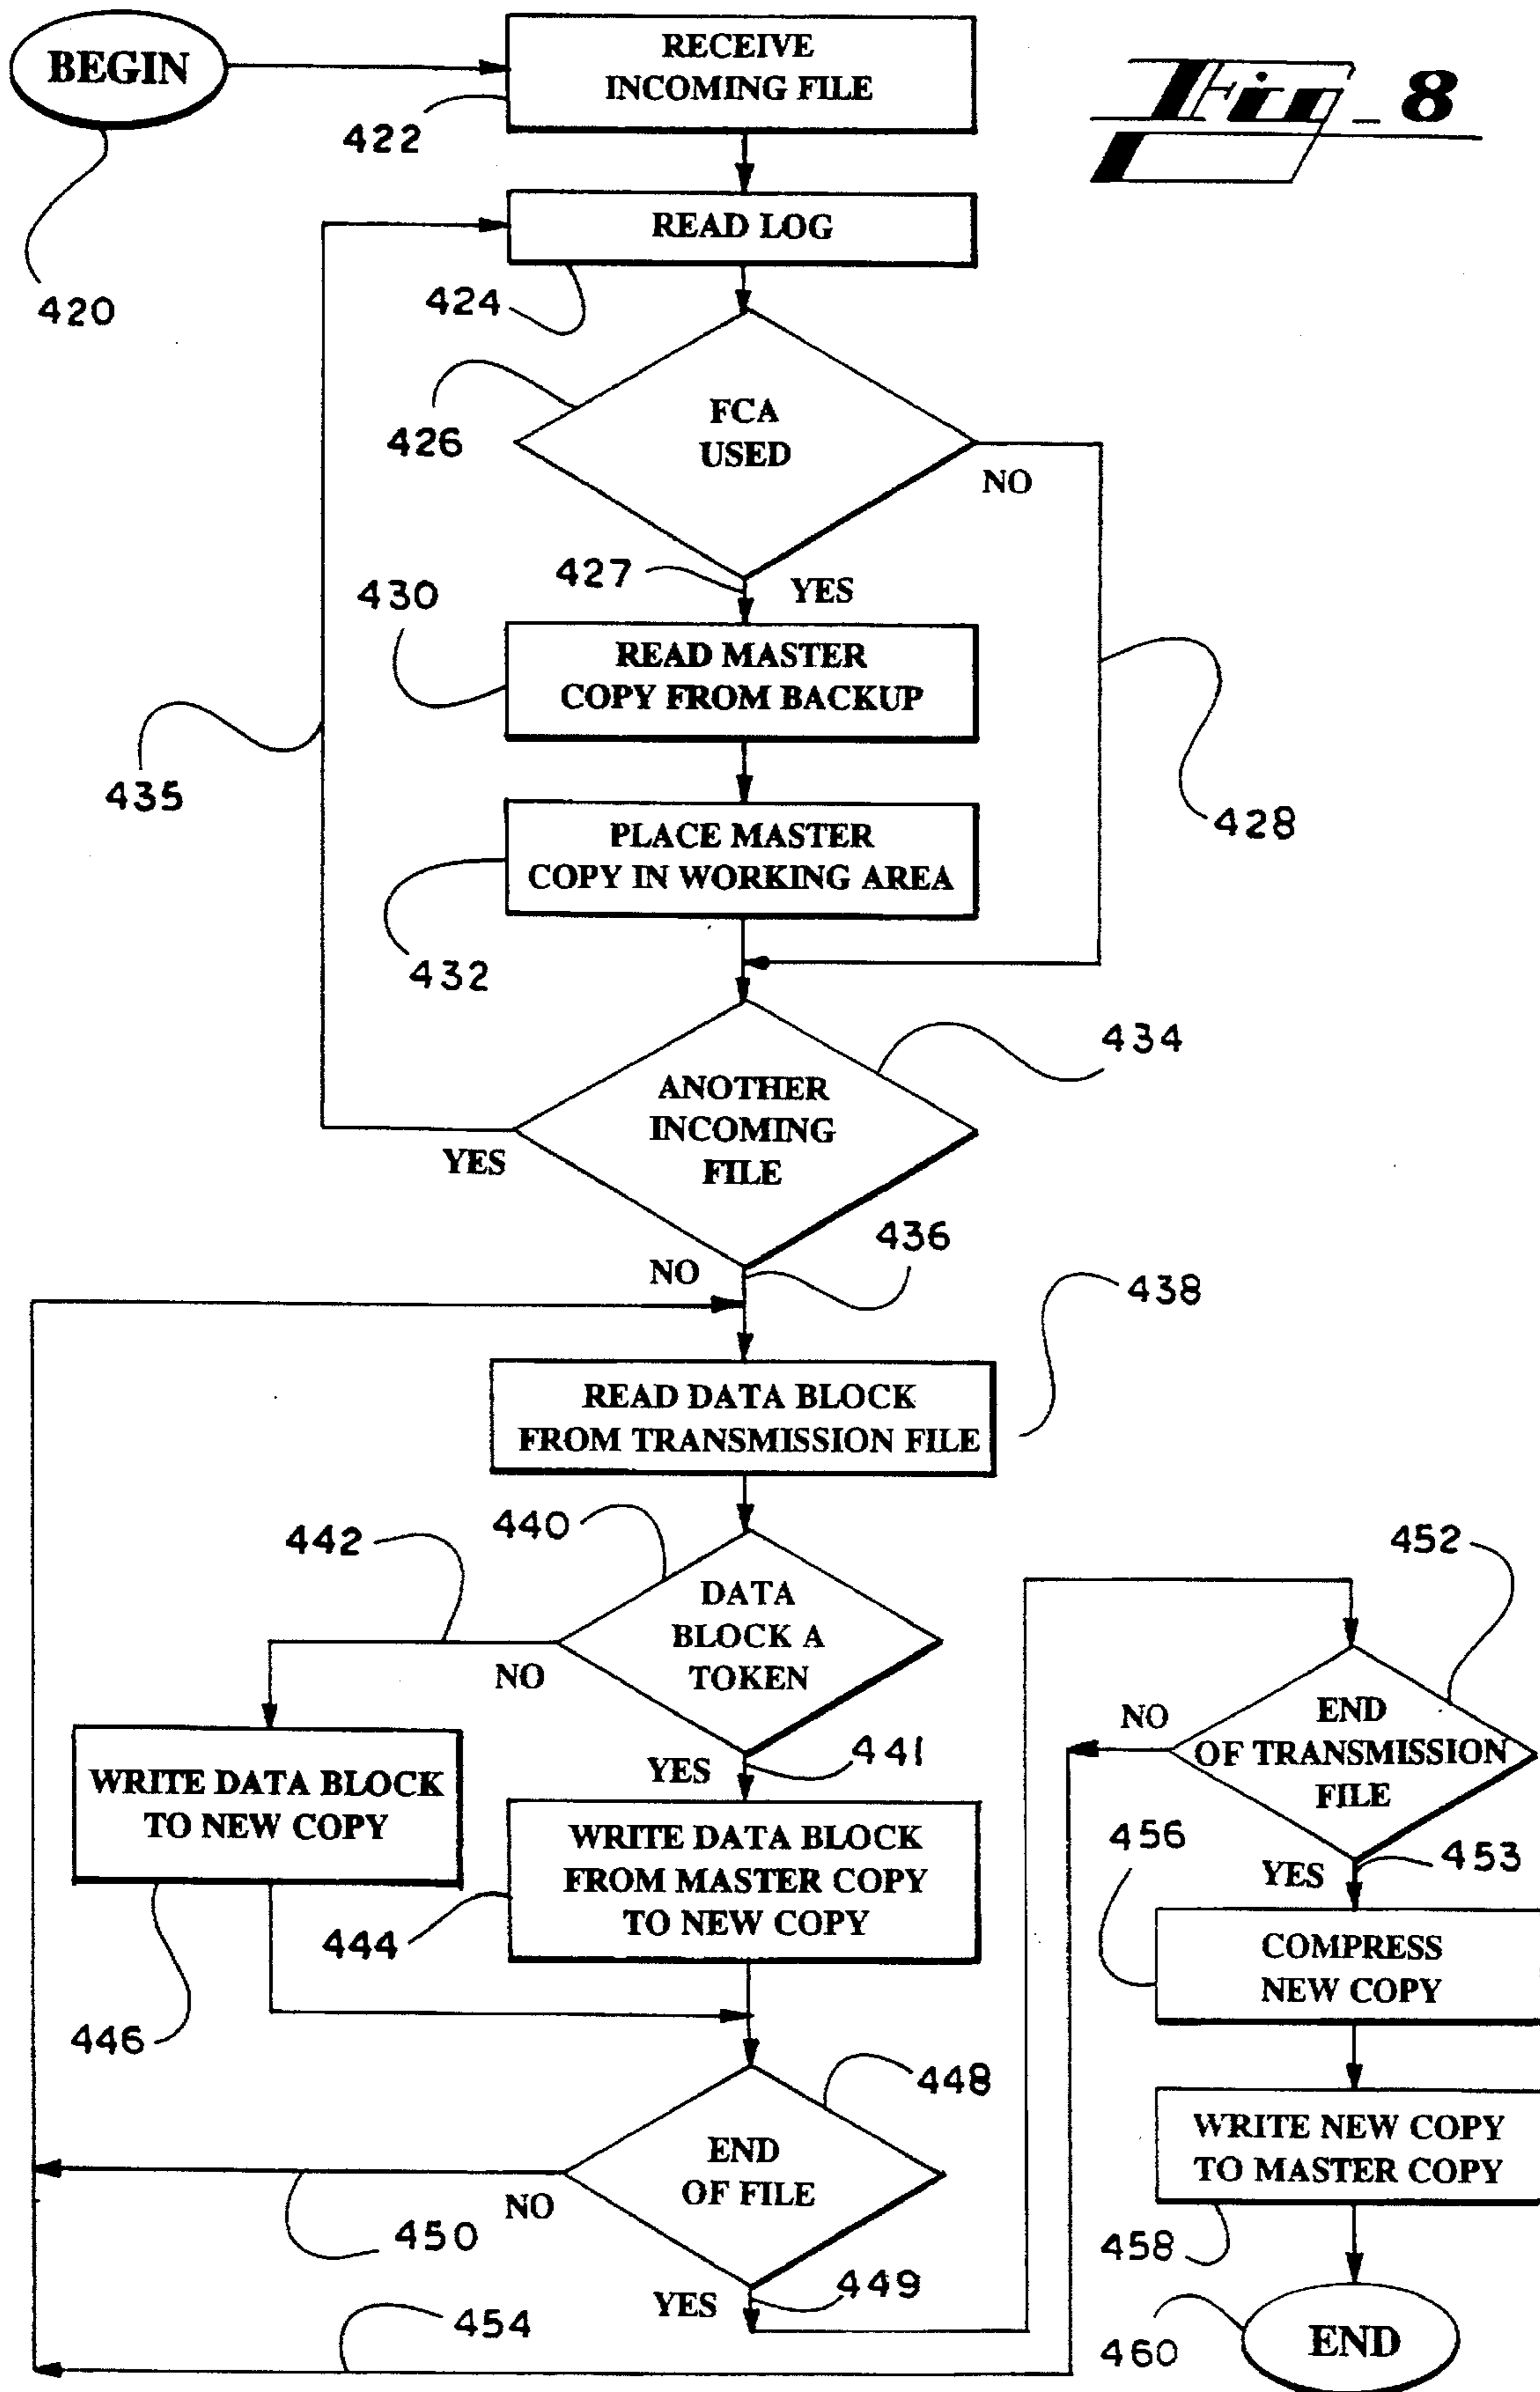 BEGIN
RECEIVE
INCOMING FILE
Fig_8
422
READ LOG
420
424
FCA
USED
426
NO
427
YES
430
READ MASTER
COPY FROM BACKUP
435
428
PLACE MASTER
COPY IN WORKING AREA
432
434
ANOTHER
INCOMING
FILE
YES
436
NO
438
READ DATA BLOCK
FROM TRANSMISSION FILE
440
442
452
DATA
BLOCK A
TOKEN
NO
END
OF TRANSMISSION
FILE
NO
441
YES
WRITE DATA BLOCK
TO NEW COPY
WRITE DATA BLOCK
FROM MASTER COPY
TO NEW COPY
456
453
YES
444
COMPRESS
NEW COPY
446
448
END
OF FILE
WRITE NEW COPY
TO MASTER COPY
NO
450
458
449
YES
454
460
END